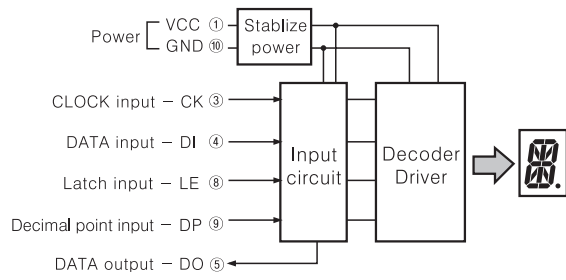 Power
VCC ①
GND ⑩
Stablize
power
CLOCK input – CK ③
DATA input – DI ④
Latch input – LE ⑧
Decimal point input – DP ⑨
DATA output – DO ⑤
Input
circuit
Decoder
Driver